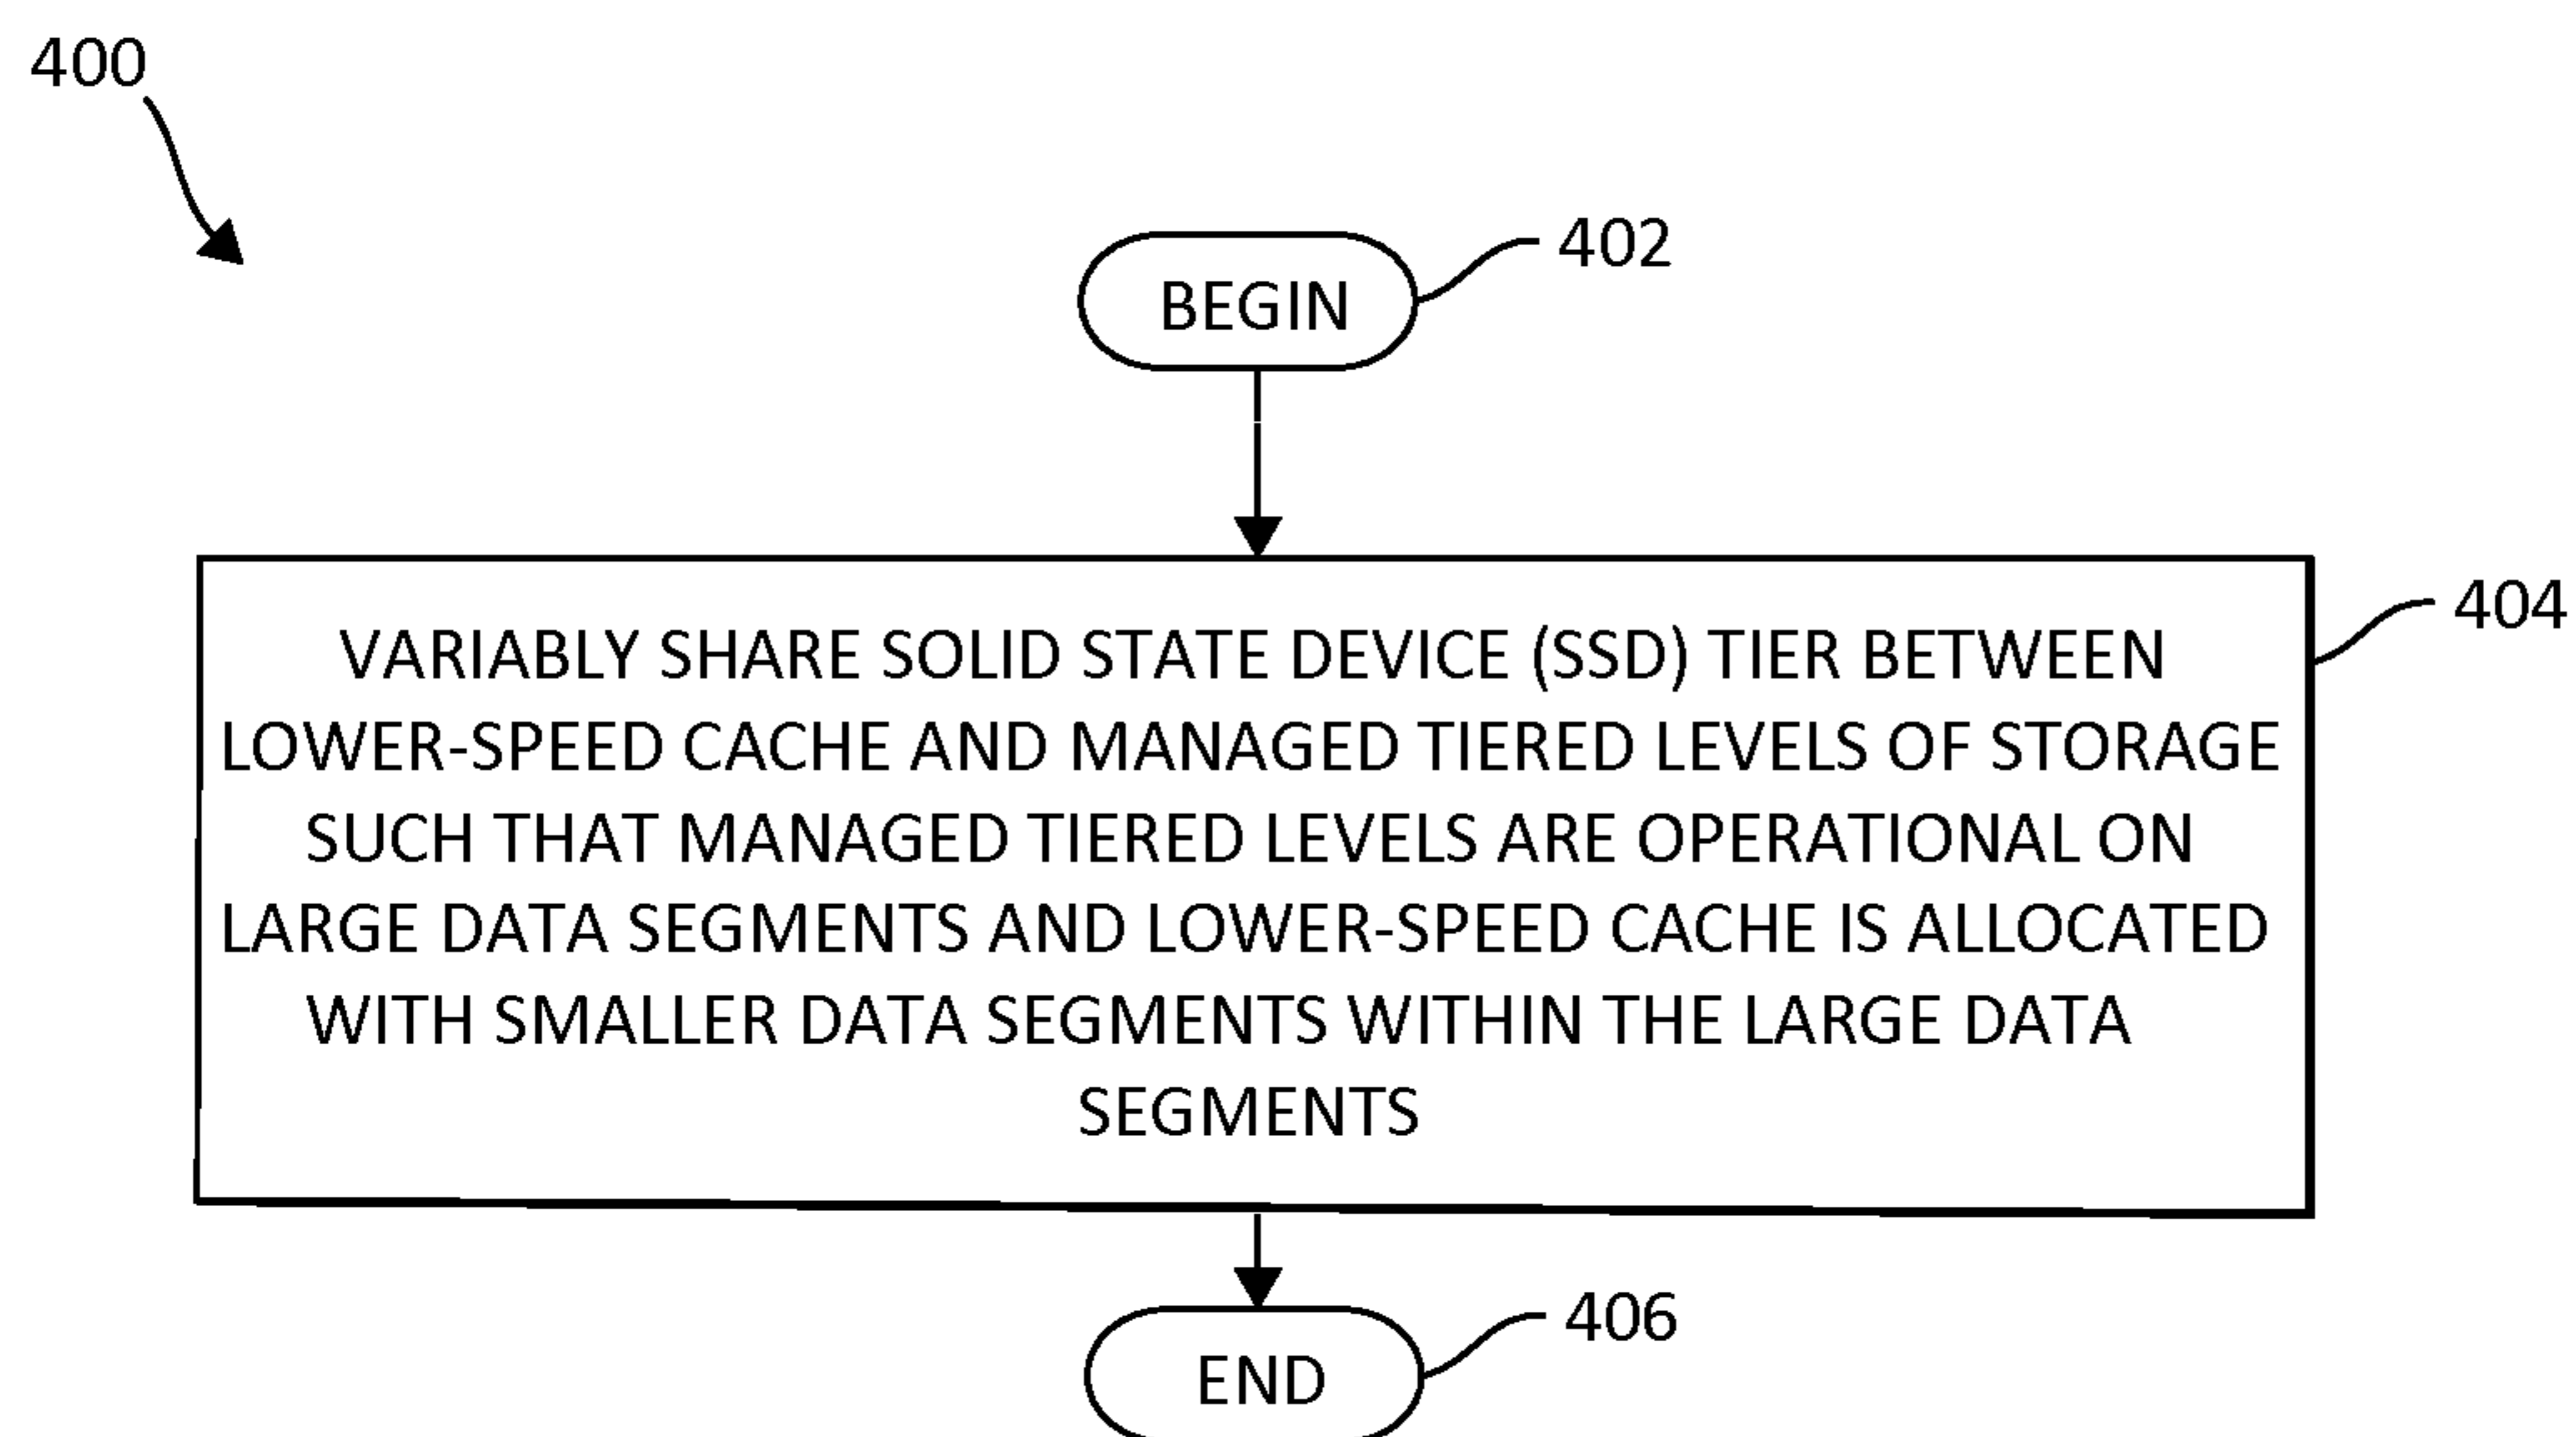 400
402
BEGIN
404
VARIABLY SHARE SOLID STATE DEVICE (SSD) TIER BETWEEN
LOWER-SPEED CACHE AND MANAGED TIERED LEVELS OF STORAGE
SUCH THAT MANAGED TIERED LEVELS ARE OPERATIONAL ON
LARGE DATA SEGMENTS AND LOWER-SPEED CACHE IS ALLOCATED
WITH SMALLER DATA SEGMENTS WITHIN THE LARGE DATA
SEGMENTS
406
END